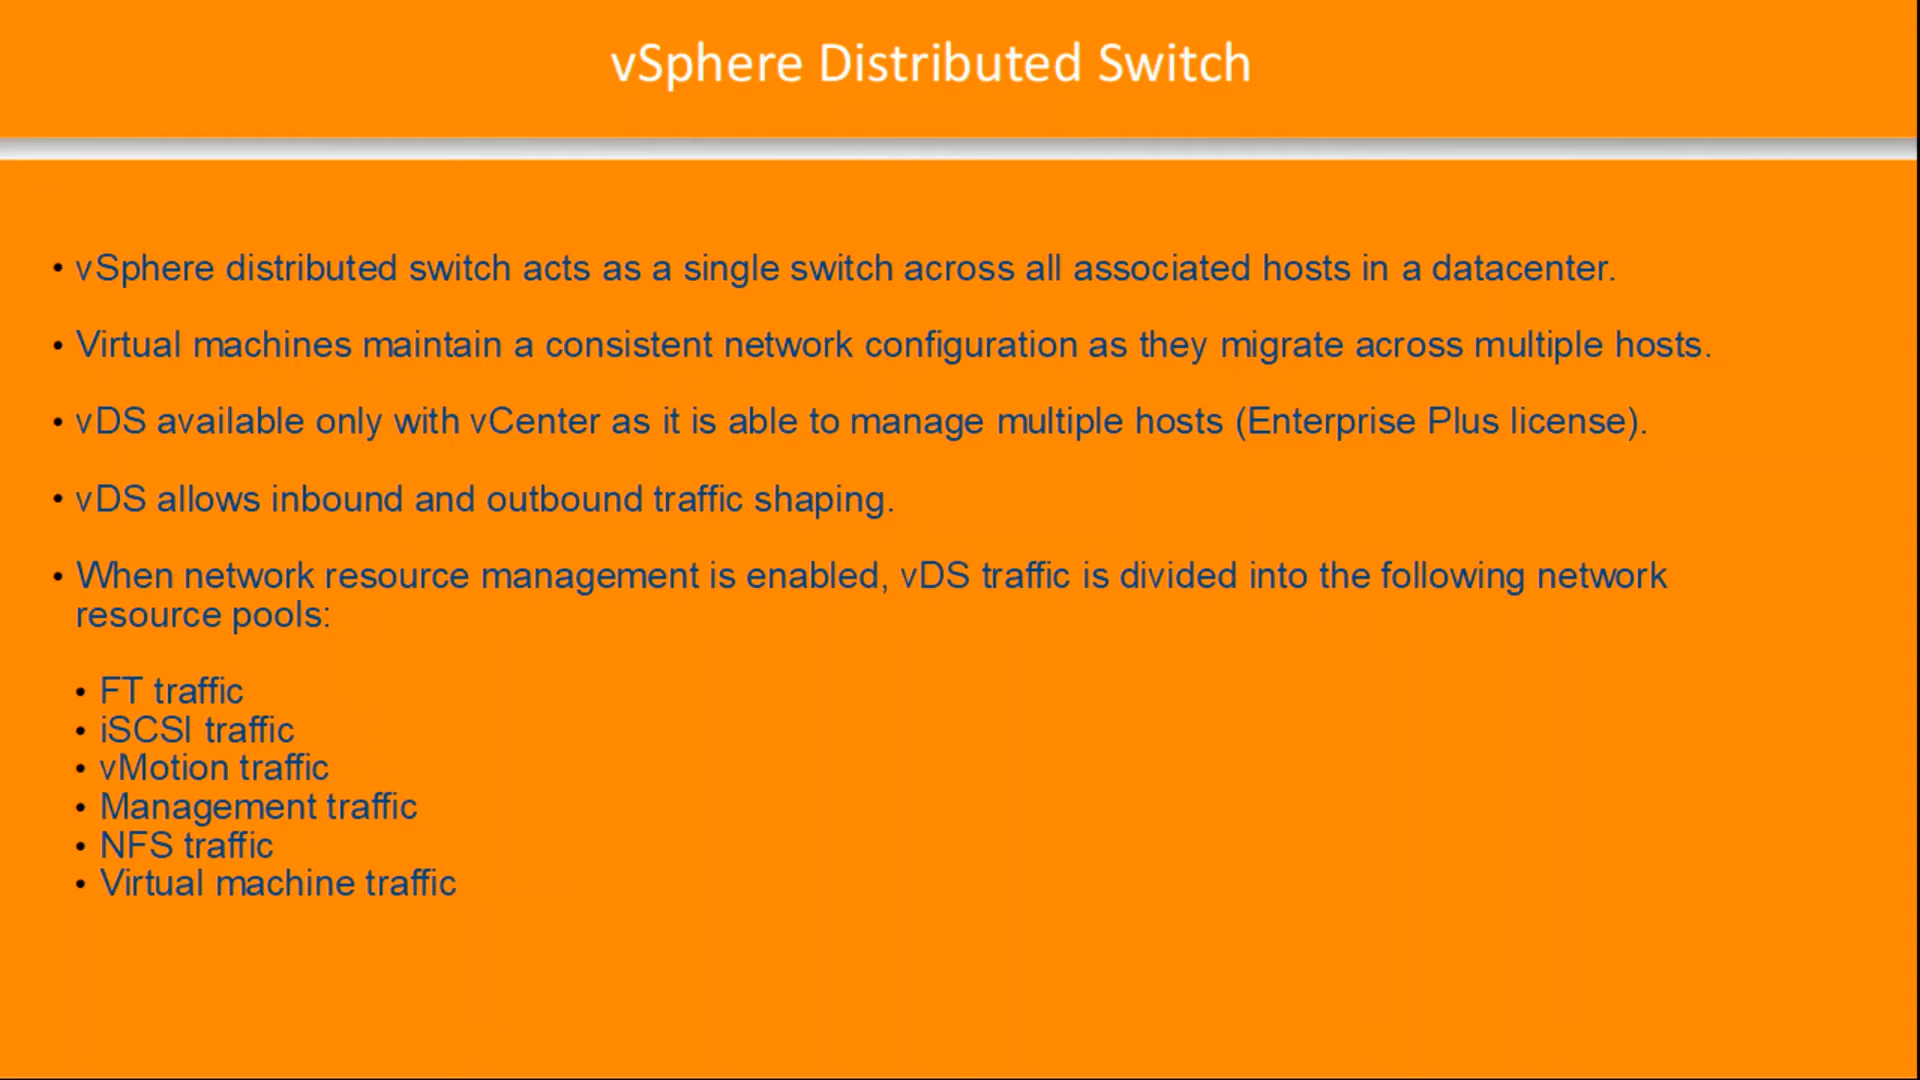 vSphere Distributed Switch
• vSphere distributed switch acts as a single switch across all associated hosts in a datacenter.
• Virtual machines maintain a consistent network configuration as they migrate across multiple hosts.
• vDS available only with vCenter as it is able to manage multiple hosts (Enterprise Plus license).
• vDS allows inbound and outbound traffic shaping.
• When network resource management is enabled, vDS traffic is divided into the following network
resource pools:
• FT traffic
• iSCSI traffic
• vMotion traffic
• Management traffic
• NFS traffic
• Virtual machine traffic